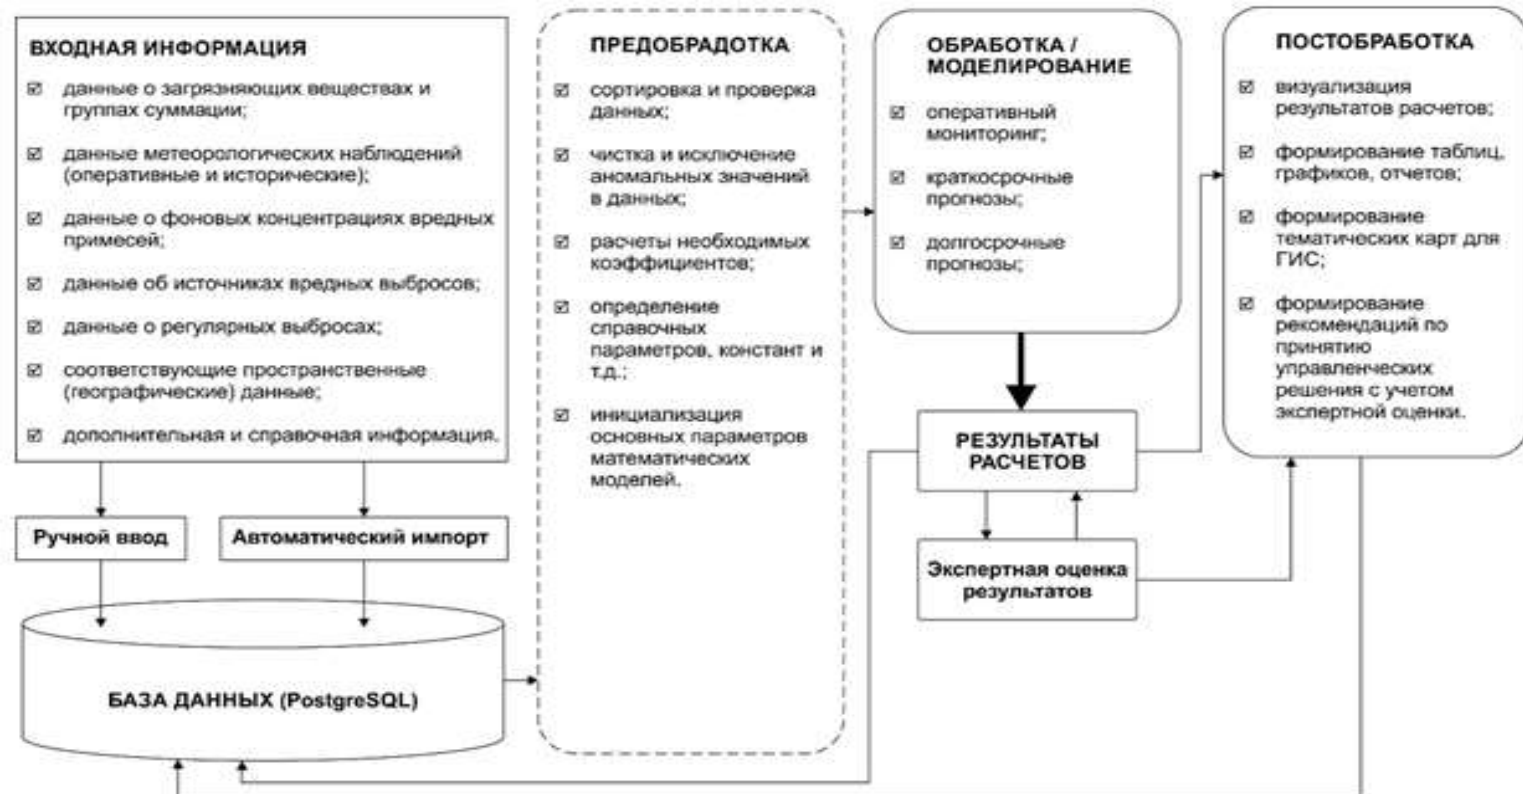 ВХОДНАЯ ИНФОРМАЦИЯ
данные о загрязняющих веществах и
группах суммации;
данные метеорологических наблюдений
(оперативные и исторические);
данные о фоновых концентрациях вредных
примесей;
данные об источниках вредных выбросов;
данные о регулярных выбросах;
соответствующие пространственные
(географические) данные;
дополнительная и справочная информация.
Ручной ввод
Автоматический импорт
БАЗА ДАННЫХ (PostgreSQL)
ПРЕДОБРАДОТКА
сортировка и проверка
данных;
чистка и исключение
аномальных значений
в данных;
расчеты необходимых
коэффициентов;
определение
справочных
параметров, констант и
т.д.;
инициализация
основных параметров
математических
моделей.
ОБРАБОТКА /
МОДЕЛИРОВАНИЕ
оперативный
мониторинг;
краткосрочные
прогнозы;
долгосрочные
прогнозы;
РЕЗУЛЬТАТЫ
РАСЧЕТОВ
Экспертная оценка
результатов
ПОСТОБРАБОТКА
визуализация
результатов расчетов;
формирование таблиц,
графиков, отчетов;
формирование
тематических карт для
ГИС;
формирование
рекомендаций по
принятию
управленческих
решения с учетом
экспертной оценки.